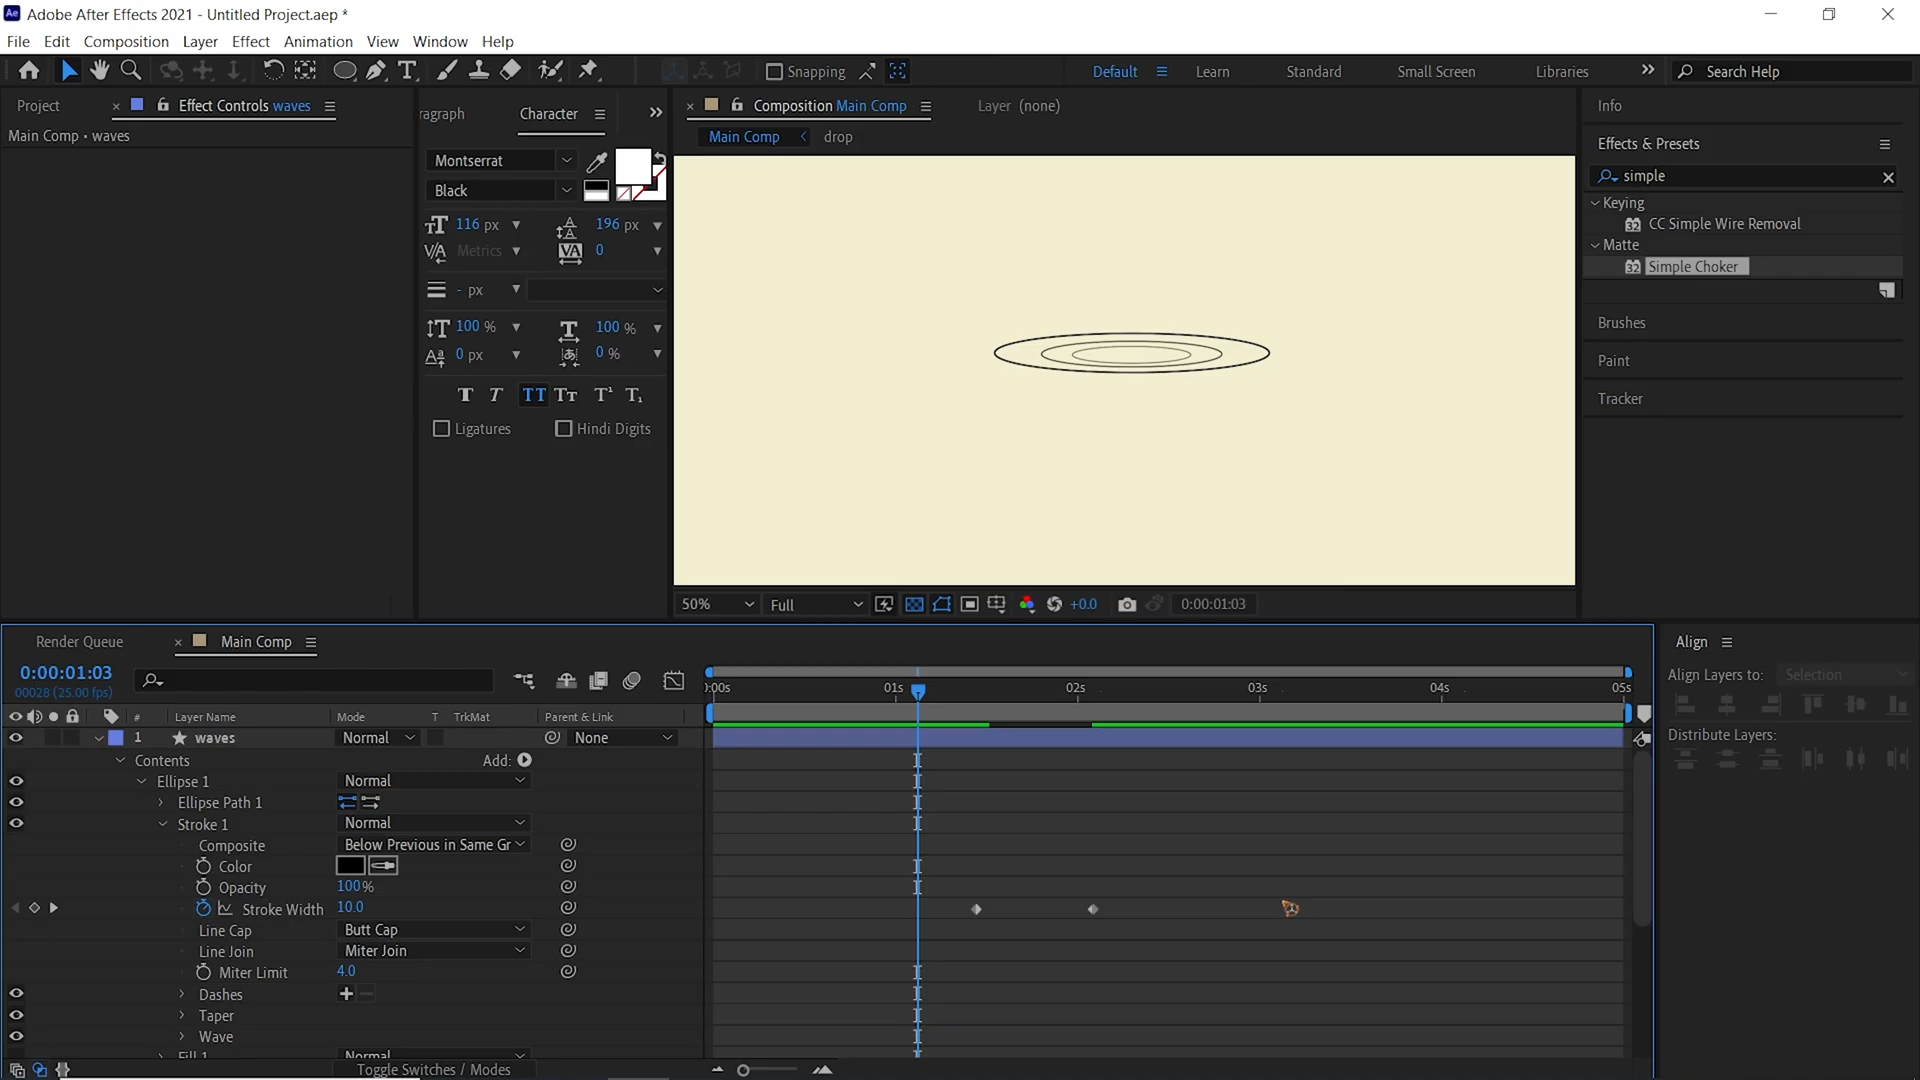 Adobe After Effects 2021 - Untitled Project.aep *
File Edit Composition Layer Effect Animation View Window Help
Snapping Default Learn Standard Small Screen Libraries Search Help
Project Effect Controls waves
Main Comp • waves
ragraph Character
Montserrat
Black
116 px 196 px
Metrics 0
- px
100 % 100 %
0 px 0 %
Ligatures Hindi Digits
Composition Main Comp Layer (none)
Main Comp drop
50% Full +0.0 0:00:01:03
Info
Effects & Presets
simple
Keying
CC Simple Wire Removal
Matte
Simple Choker
Brushes
Paint
Tracker
Render Queue Main Comp
0:00:01:03
00028 (25.00 fps)
# Layer Name Mode T TrkMat Parent & Link
1 waves Normal None
Contents Add:
Ellipse 1 Normal
Ellipse Path 1
Stroke 1 Normal
Composite Below Previous in Same Gr
Color
Opacity 100%
Stroke Width 10.0
Line Cap Butt Cap
Line Join Miter Join
Miter Limit 4.0
Dashes
Taper
Wave
Fill 1 Normal
Toggle Switches / Modes
):00s 01s 02s 03s 04s 05s
Align
Align Layers to: Selection
Distribute Layers: